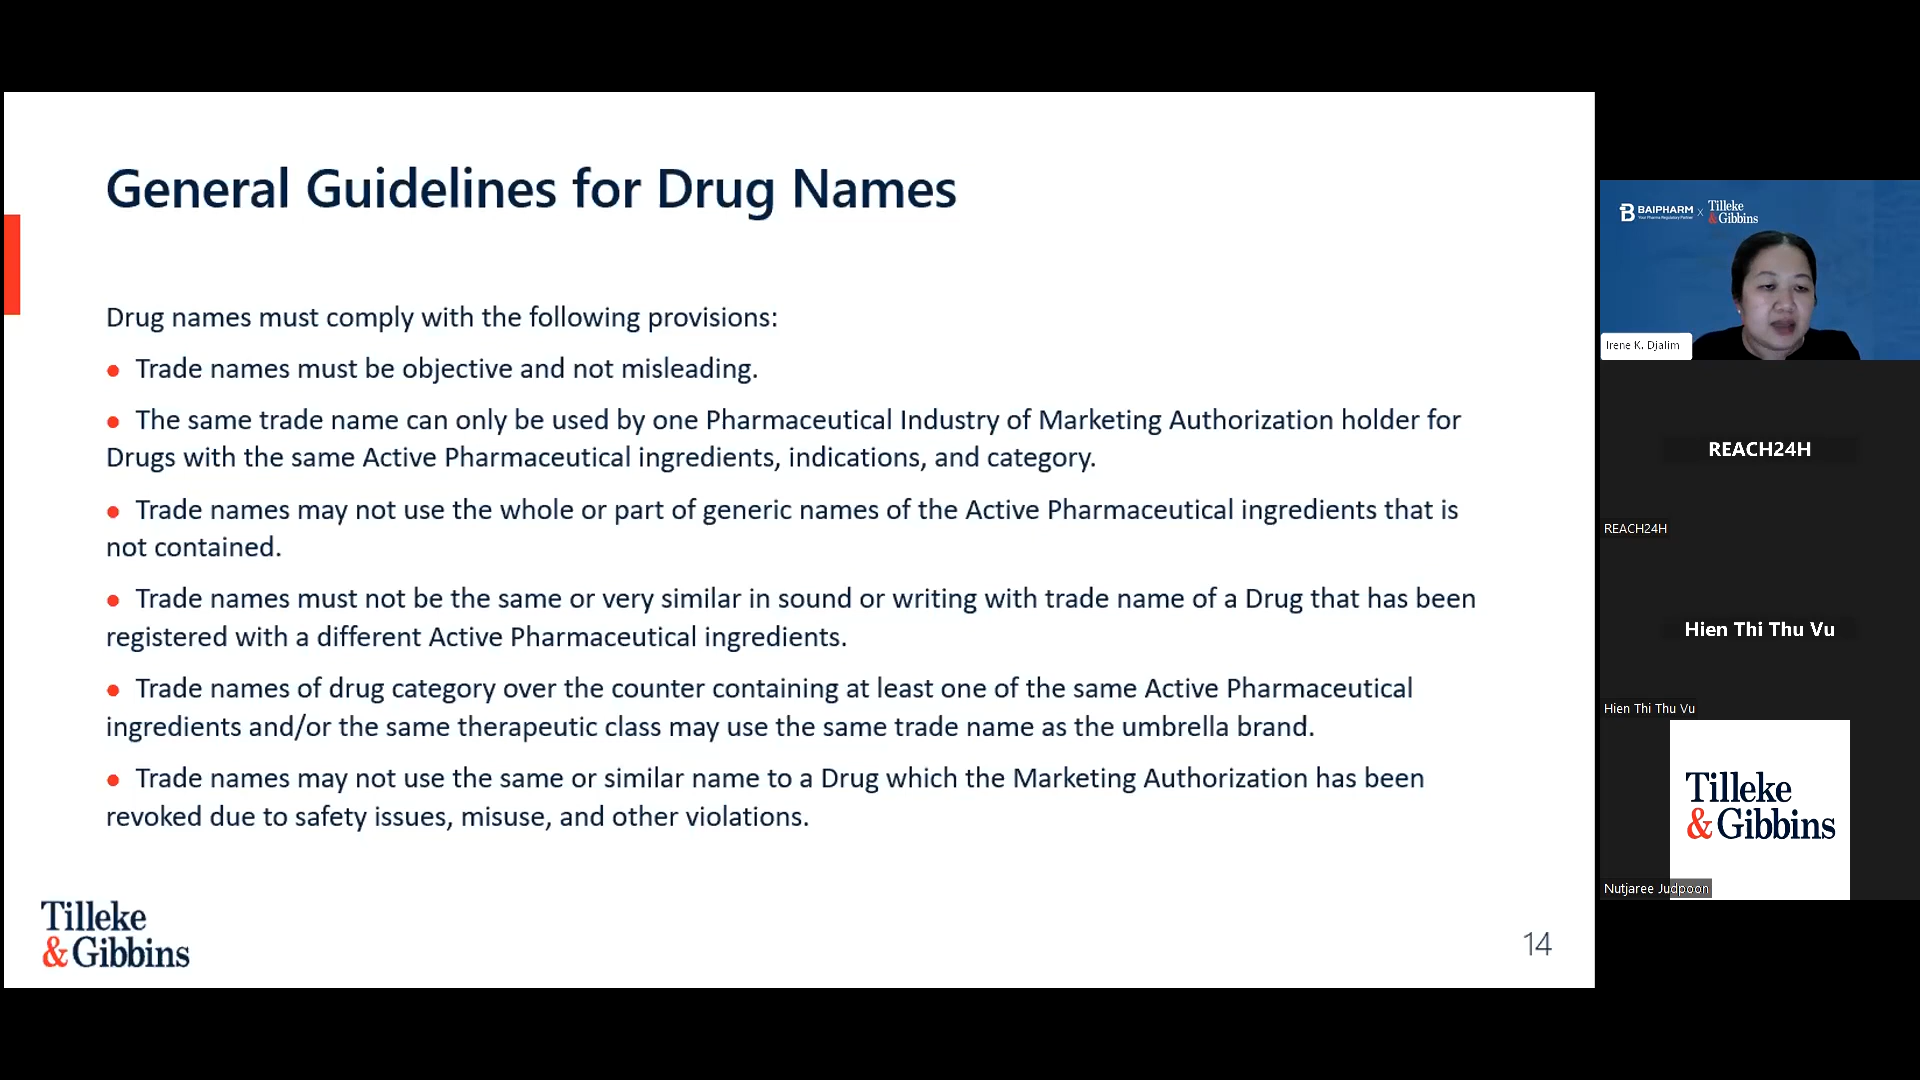 General Guidelines for Drug Names
Drug names must comply with the following provisions:
● Trade names must be objective and not misleading.
● The same trade name can only be used by one Pharmaceutical Industry of Marketing Authorization holder for
Drugs with the same Active Pharmaceutical ingredients, indications, and category.
● Trade names may not use the whole or part of generic names of the Active Pharmaceutical ingredients that is
not contained.
● Trade names must not be the same or very similar in sound or writing with trade name of a Drug that has been
registered with a different Active Pharmaceutical ingredients.
● Trade names of drug category over the counter containing at least one of the same Active Pharmaceutical
ingredients and/or the same therapeutic class may use the same trade name as the umbrella brand.
● Trade names may not use the same or similar name to a Drug which the Marketing Authorization has been
revoked due to safety issues, misuse, and other violations.
Tilleke
& Gibbins
14
BAIPHARM x Tilleke
Your Pharma Regulatory Partner
& Gibbins
Irene K. Djalim
REACH24H
REACH24H
Hien Thi Thu Vu
Hien Thi Thu Vu
Tilleke
& Gibbins
Nutjaree Judpoon